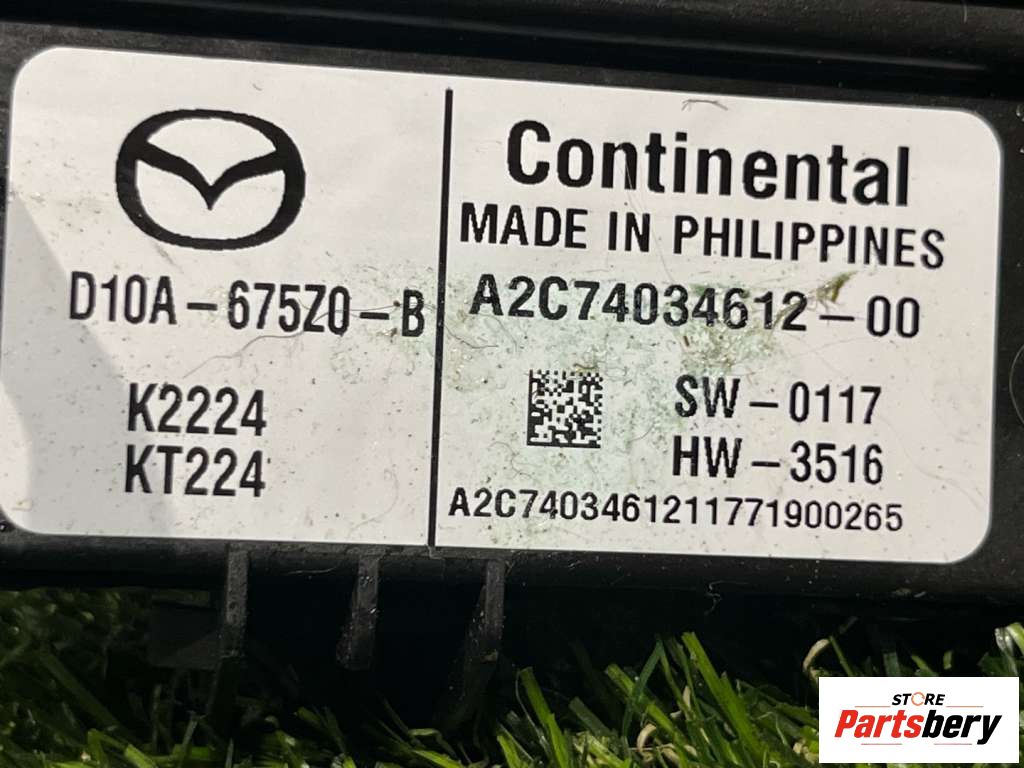 D10A-675Z0-B
K2224
KT224
Continental
MADE IN PHILIPPINES
A2C74034612-00
SW-0117
HW-3516
A2C7403461211771900265
STORE
Partsbery